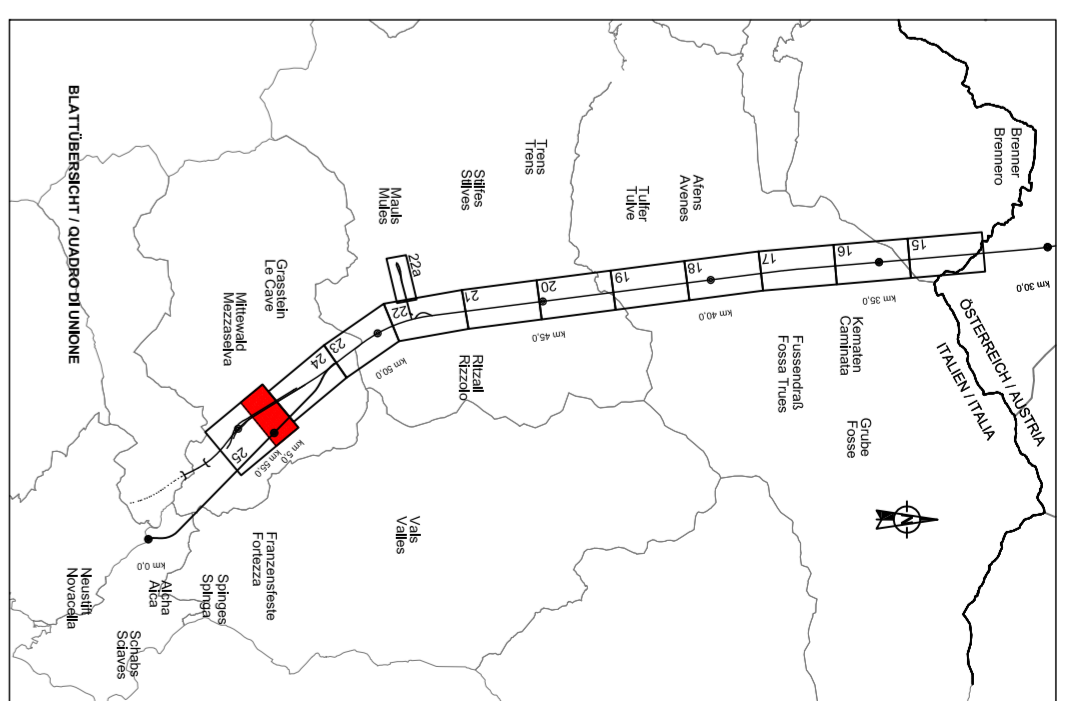 BLATTÜBERSICHT / QUADRO DI UNIONE
Brenner
Brennero
ÖSTERREICH / AUSTRIA
ITALIEN / ITALIA
Trens
Trens
Stilfes
Stilves
Mauls
Mules
Afens
Avenes
Tulfer
Tulve
Grasstein
Le Cave
Mittewald
Mezzaselva
Kematen
Caminata
Fussendraß
Fossa Trues
Grube
Fosse
Ritzail
Rizzolo
Vals
Valles
Franzensfeste
Fortezza
Spinges
Spinga
Aicha
Aica
Schabs
Sciaves
Neustift
Novacella
15
16
17
18
19
20
21
22
22a
23
24
25
km 30,0
km 35,0
km 40,0
km 45,0
km 50,0
km 5,0
km 55,0
km 0,0
N